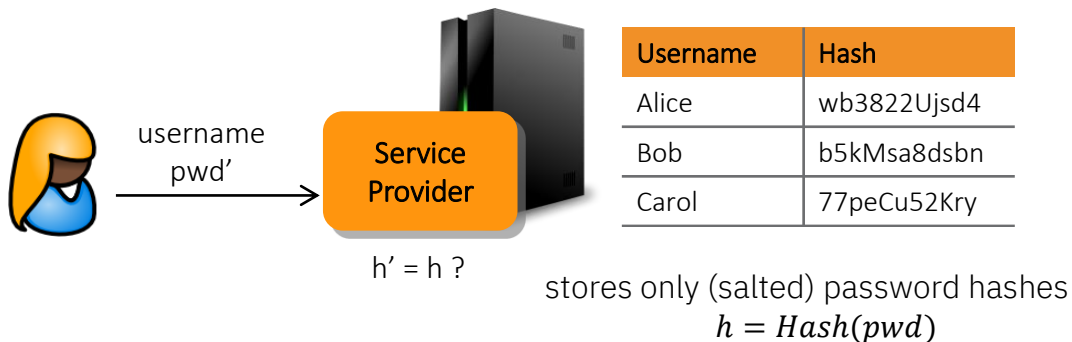 username
pwd’
Service
Provider
h’ = h ?
Username Hash
Alice wb3822Ujsd4
Bob b5kMsa8dsbn
Carol 77peCu52Kry
stores only (salted) password hashes
h = Hash(pwd)